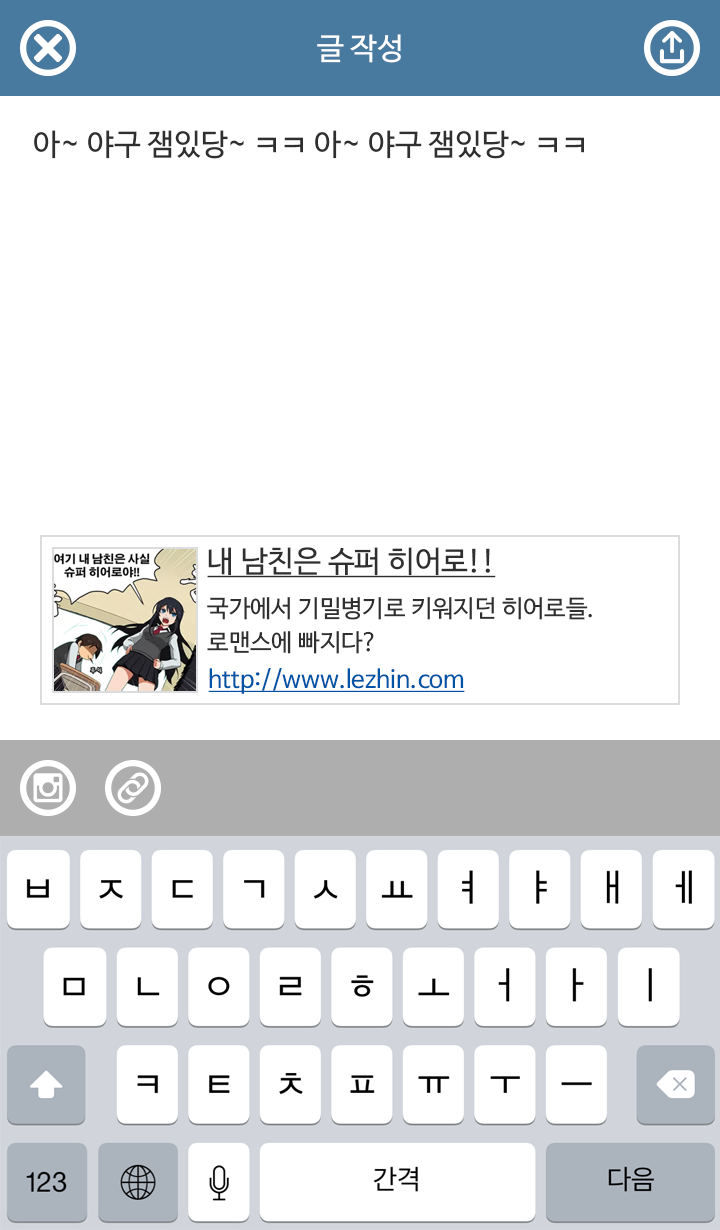 글 작성
아~ 야구 잼있당~ ㅋㅋ 아~ 야구 잼있당~ ㅋㅋ
여기 내 남친은 사실
슈퍼 히어로야!!
내 남친은 슈퍼 히어로!!
국가에서 기밀병기로 키워지던 히어로들.
로맨스에 빠지다?
http://www.lezhin.com
ㅂ ㅈ ㄷ ㄱ ㅅ ㅛ ㅕ ㅑ ㅐ ㅔ
ㅁ ㄴ ㅇ ㄹ ㅎ ㅗ ㅓ ㅏ ㅣ
ㅋ ㅌ ㅊ ㅍ ㅠ ㅜ ㅡ
123 간격 다음